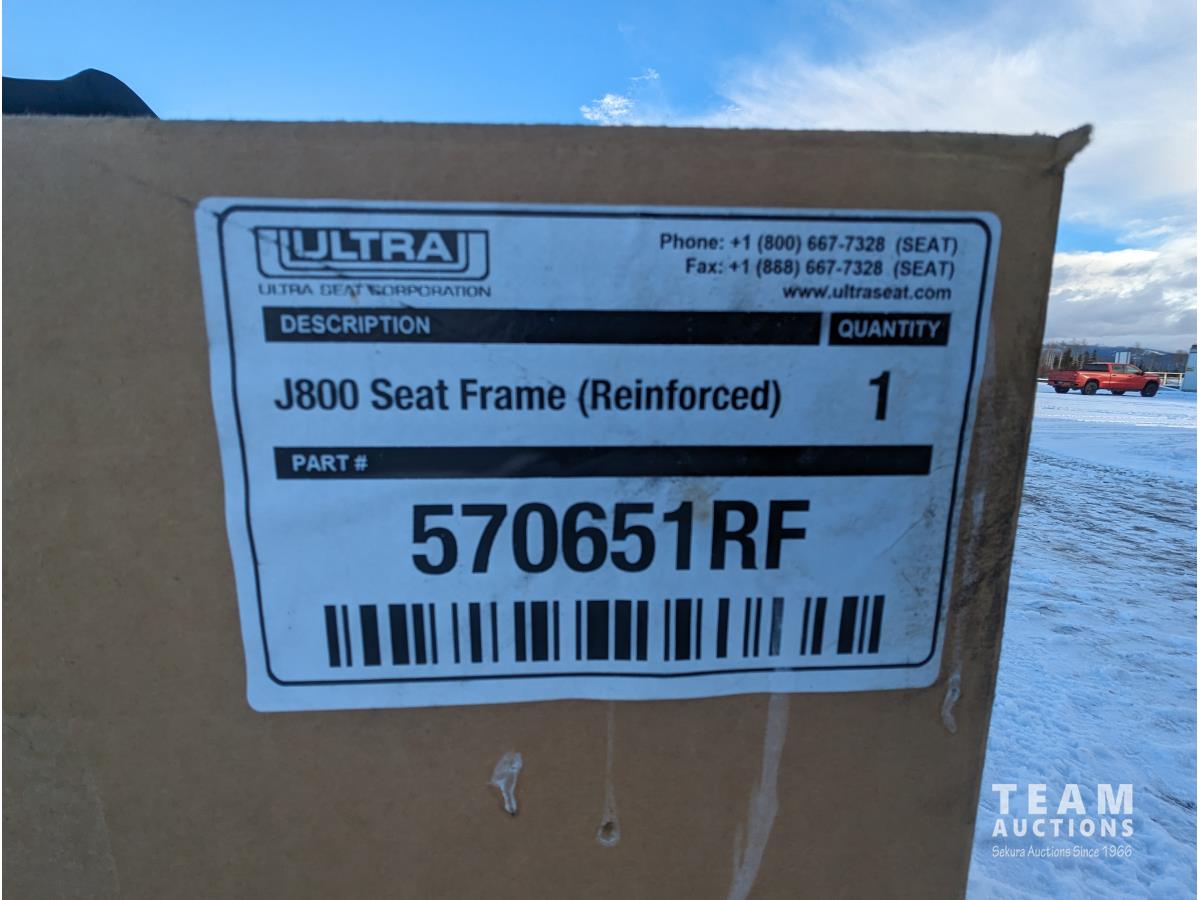 ULTRA
ULTRA SEAT CORPORATION
Phone: +1 (800) 667-7328 (SEAT)
Fax: +1 (888) 667-7328 (SEAT)
www.ultraseat.com
DESCRIPTION QUANTITY
J800 Seat Frame (Reinforced) 1
PART #
570651RF
TEAM
AUCTIONS
Sekura Auctions Since 1966